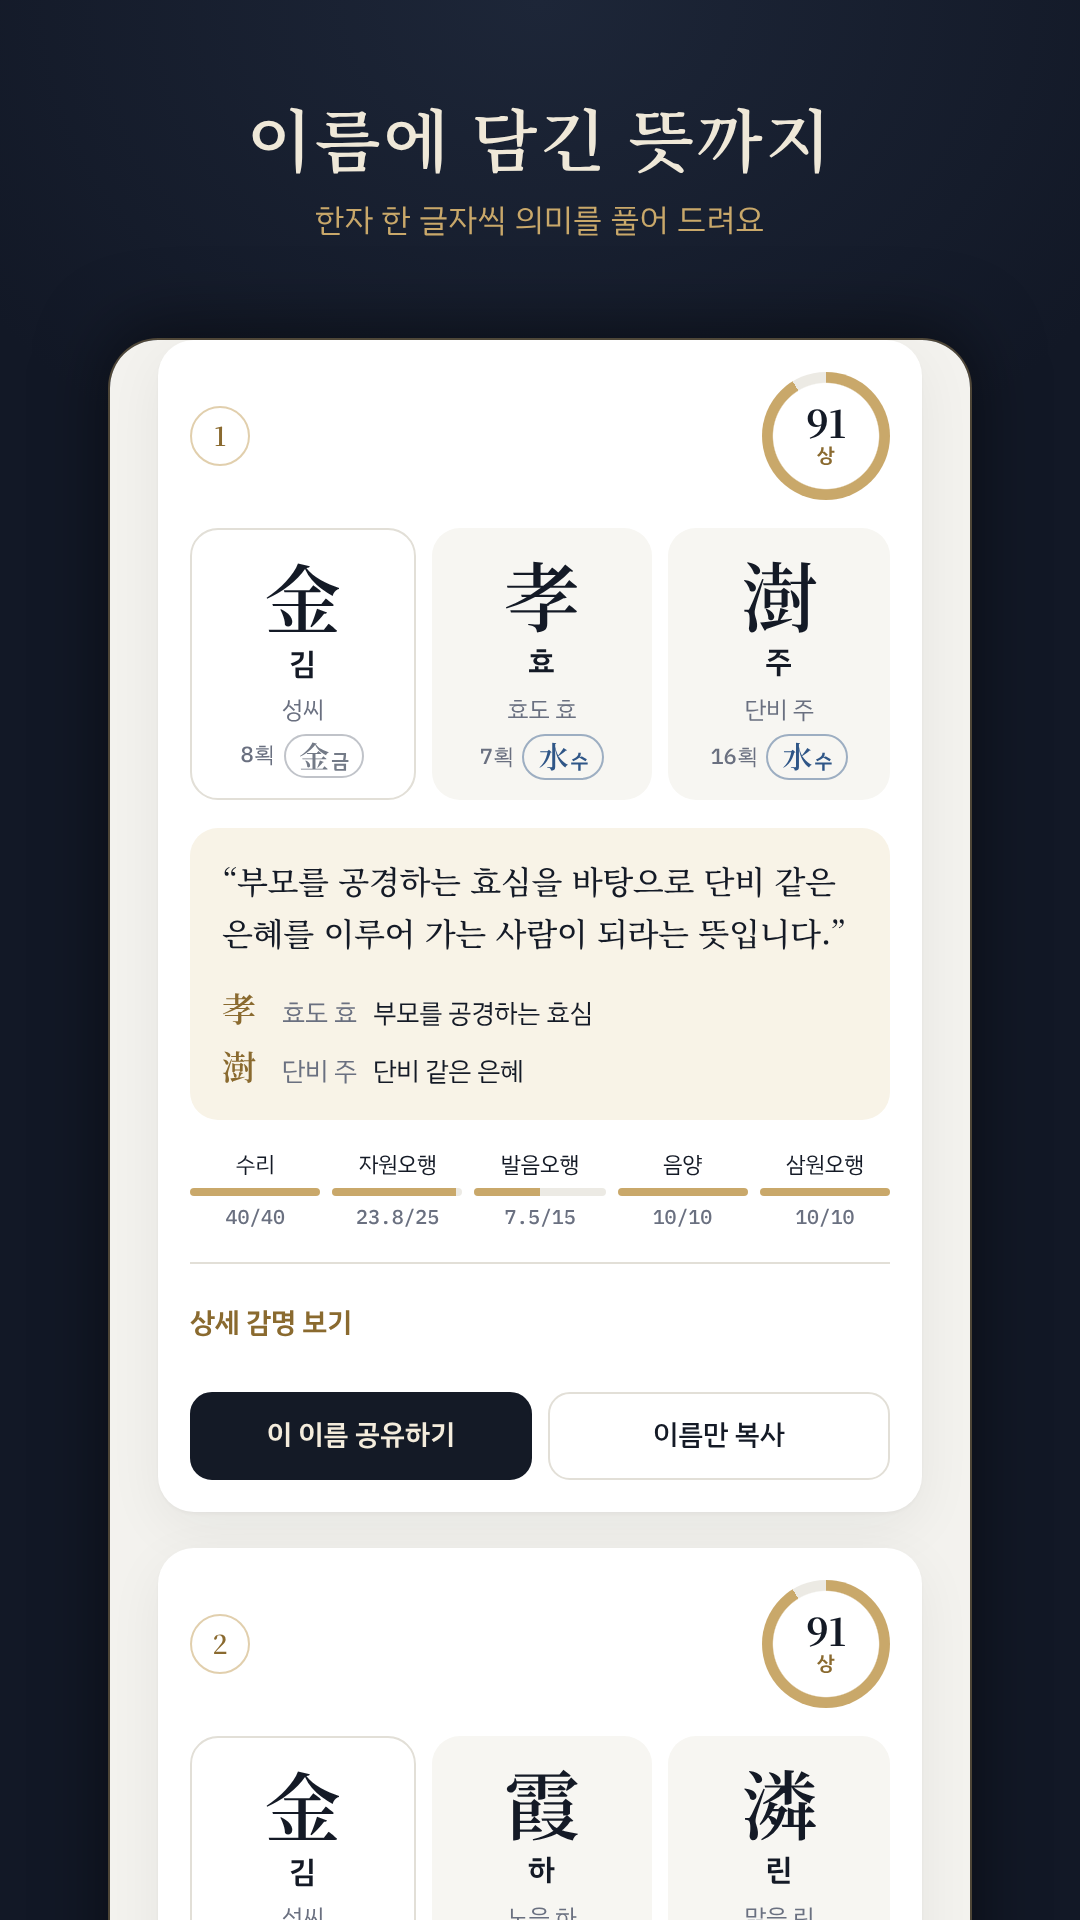 이름에 담긴 뜻까지
한자 한 글자씩 의미를 풀어 드려요
1
91
상
金 孝 澍
김 효 주
성씨 효도 효 단비 주
8획 金금 7획 水수 16획 水수
“부모를 공경하는 효심을 바탕으로 단비 같은
은혜를 이루어 가는 사람이 되라는 뜻입니다.”
孝 효도 효 부모를 공경하는 효심
澍 단비 주 단비 같은 은혜
수리 자원오행 발음오행 음양 삼원오행
40/40 23.8/25 7.5/15 10/10 10/10
상세 감명 보기
이 이름 공유하기 이름만 복사
2
91
상
金 霞 潾
김 하 린
성씨 노을 하 맑을 린